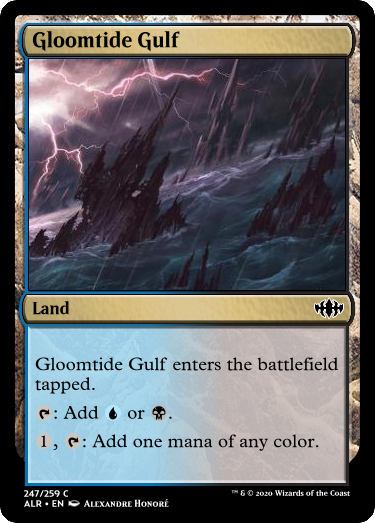 Gloomtide Gulf
Land
Gloomtide Gulf enters the battlefield
tapped.
: Add or .
1 , : Add one mana of any color.
247/259 C
ALR • EN Alexandre Honoré
™ & © 2020 Wizards of the Coast